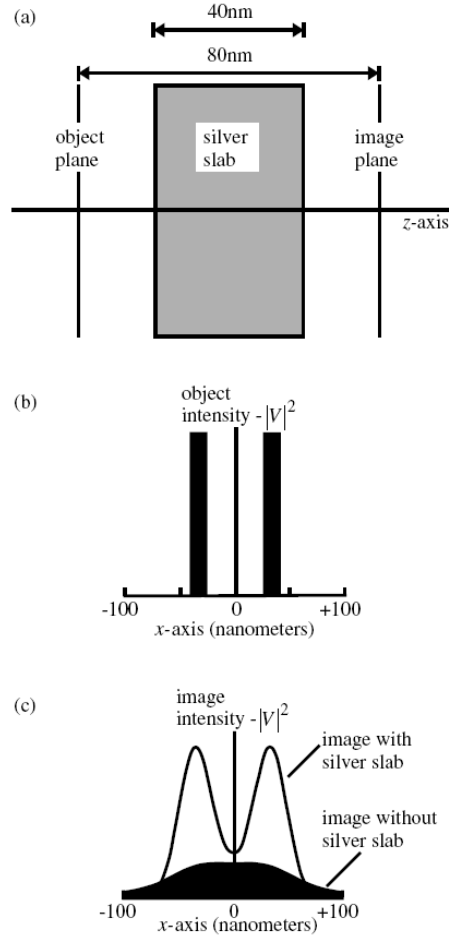 (a)
40nm
80nm
object
plane
silver
slab
image
plane
z-axis
(b)
object
intensity - |V|²
-100
0
+100
x-axis (nanometers)
(c)
image
intensity - |V|²
image with
silver slab
image without
silver slab
-100
0
+100
x-axis (nanometers)